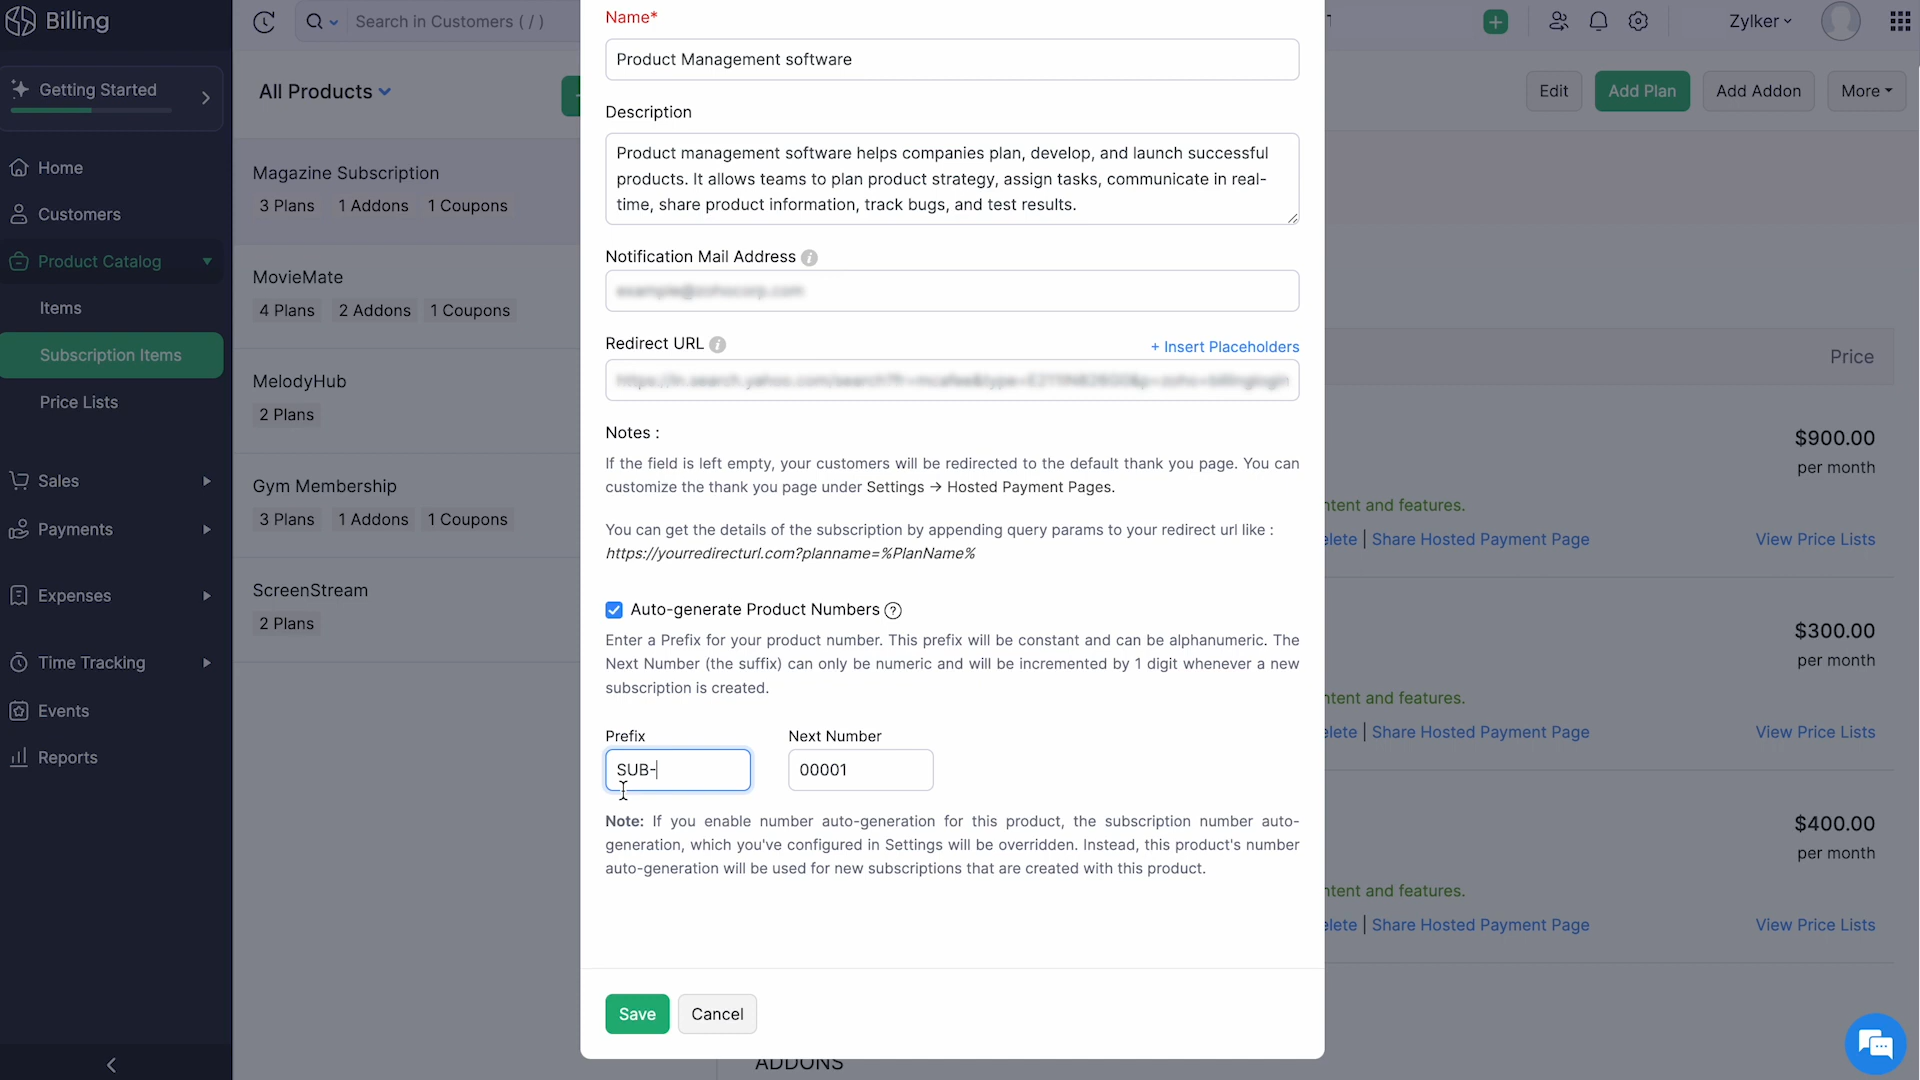 Billing
Search in Customers ( / )
Zylker
Getting Started
Home
Customers
Product Catalog
Items
Subscription Items
Price Lists
Sales
Payments
Expenses
Time Tracking
Events
Reports
All Products
Magazine Subscription
3 Plans 1 Addons 1 Coupons
MovieMate
4 Plans 2 Addons 1 Coupons
MelodyHub
2 Plans
Gym Membership
3 Plans 1 Addons 1 Coupons
ScreenStream
2 Plans
Name*
Product Management software
Description
Product management software helps companies plan, develop, and launch successful
products. It allows teams to plan product strategy, assign tasks, communicate in real-
time, share product information, track bugs, and test results.
Notification Mail Address
Redirect URL
+ Insert Placeholders
Notes :
If the field is left empty, your customers will be redirected to the default thank you page. You can
customize the thank you page under Settings → Hosted Payment Pages.
You can get the details of the subscription by appending query params to your redirect url like :
https://yourredirecturl.com?planname=%PlanName%
Auto-generate Product Numbers
Enter a Prefix for your product number. This prefix will be constant and can be alphanumeric. The
Next Number (the suffix) can only be numeric and will be incremented by 1 digit whenever a new
subscription is created.
Prefix Next Number
SUB- 00001
Note: If you enable number auto-generation for this product, the subscription number auto-
generation, which you've configured in Settings will be overridden. Instead, this product's number
auto-generation will be used for new subscriptions that are created with this product.
Save Cancel
Edit Add Plan Add Addon More
Price
$900.00
per month
ntent and features.
elete | Share Hosted Payment Page View Price Lists
$300.00
per month
ntent and features.
elete | Share Hosted Payment Page View Price Lists
$400.00
per month
ntent and features.
elete | Share Hosted Payment Page View Price Lists
ADDONS